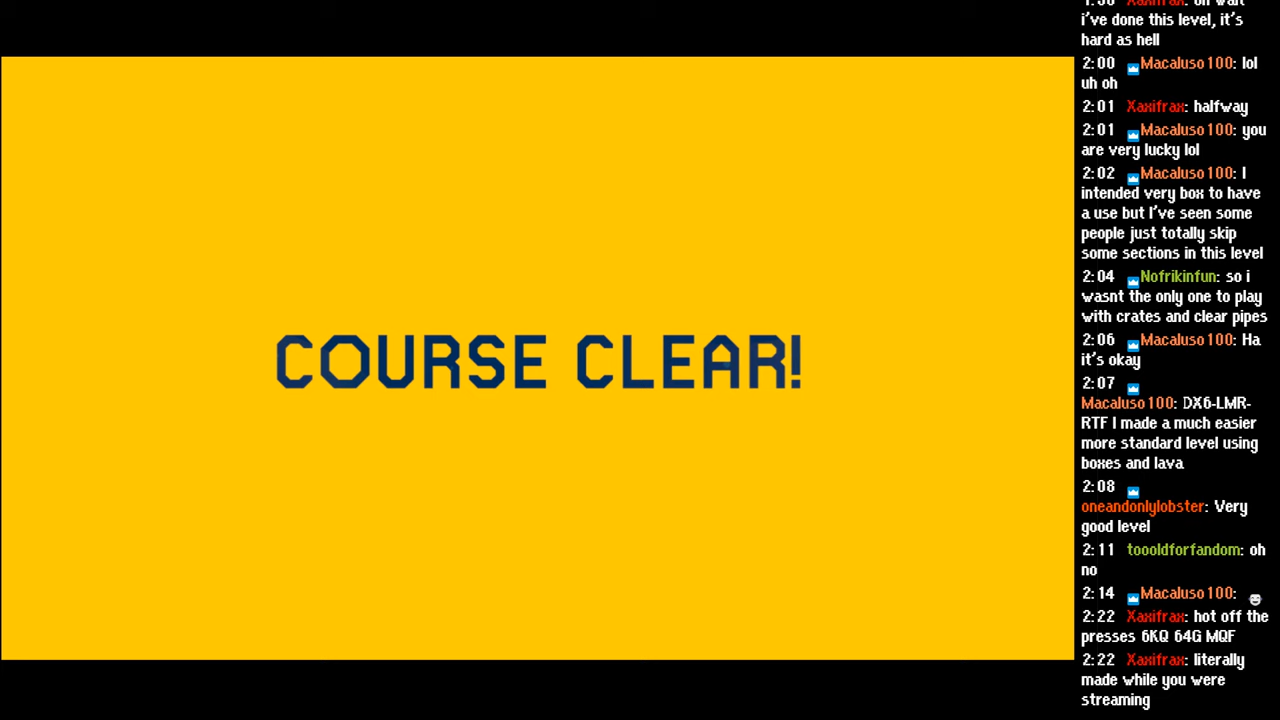 COURSE CLEAR!
i've done this level, it's
hard as hell
2:00 Macaluso100: lol
uh oh
2:01 Xaxifrax: halfway
2:01 Macaluso100: you
are very lucky lol
2:02 Macaluso100: I
intended very box to have
a use but I've seen some
people just totally skip
some sections in this level
2:04 Nofrikinfun: so i
wasnt the only one to play
with crates and clear pipes
2:06 Macaluso100: Ha
it's okay
2:07
Macaluso100: DX6-LMR-
RTF I made a much easier
more standard level using
boxes and lava
2:08
oneandonlylobster: Very
good level
2:11 toooldforfandom: oh
no
2:14 Macaluso100:
2:22 Xaxifrax: hot off the
presses 6KQ 64G MQF
2:22 Xaxifrax: literally
made while you were
streaming